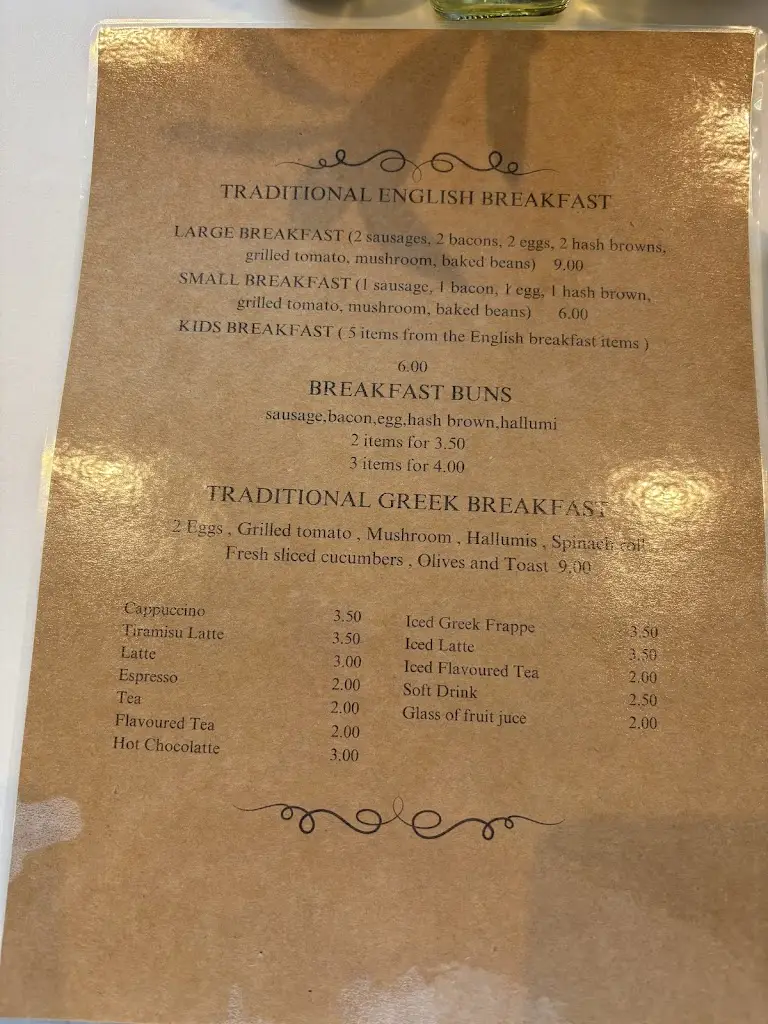 TRADITIONAL ENGLISH BREAKFAST
LARGE BREAKFAST (2 sausages, 2 bacons, 2 eggs, 2 hash browns,
grilled tomato, mushroom, baked beans) 9.00
SMALL BREAKFAST (1 sausage, 1 bacon, 1 egg, 1 hash brown,
grilled tomato, mushroom, baked beans) 6.00
KIDS BREAKFAST ( 5 items from the English breakfast items )
6.00
BREAKFAST BUNS
sausage,bacon,egg,hash brown,hallumi
2 items for 3.50
3 items for 4.00
TRADITIONAL GREEK BREAKFAST
2 Eggs , Grilled tomato , Mushroom , Hallumis , Spinach roll
Fresh sliced cucumbers , Olives and Toast 9.00
Cappuccino 3.50
Tiramisu Latte 3.50
Latte 3.00
Espresso 2.00
Tea 2.00
Flavoured Tea 2.00
Hot Chocolatte 3.00
Iced Greek Frappe 3.50
Iced Latte 3.50
Iced Flavoured Tea 2.00
Soft Drink 2.50
Glass of fruit juce 2.00